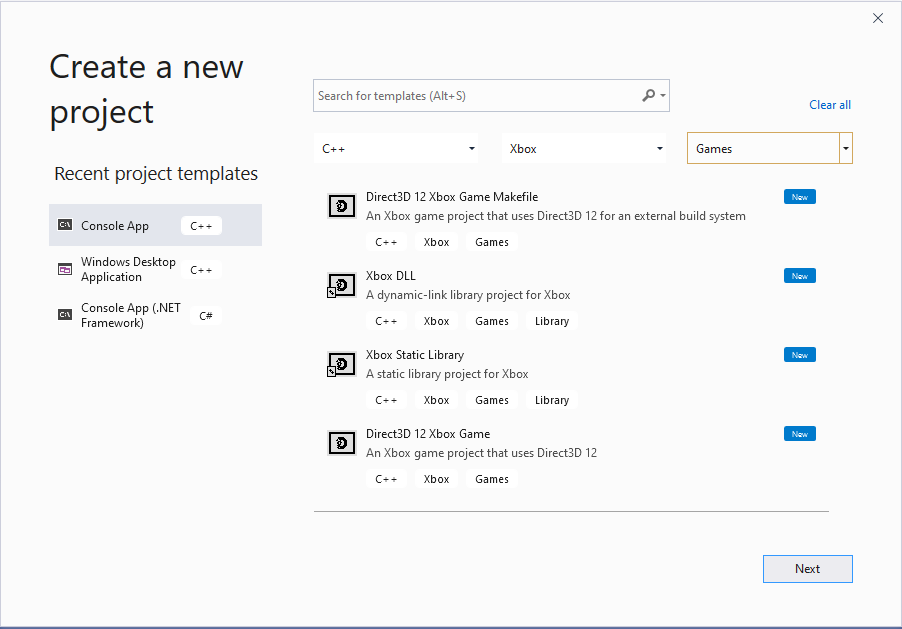 Create a new
project
Search for templates (Alt+S)
Clear all
C++
Xbox
Games
Recent project templates
C:\ Console App C++
Windows Desktop
Application
C++
C:\ Console App (.NET
Framework)
C#
Direct3D 12 Xbox Game Makefile New
An Xbox game project that uses Direct3D 12 for an external build system
C++ Xbox Games
Xbox DLL New
A dynamic-link library project for Xbox
C++ Xbox Games Library
Xbox Static Library New
A static library project for Xbox
C++ Xbox Games Library
Direct3D 12 Xbox Game New
An Xbox game project that uses Direct3D 12
C++ Xbox Games
Next